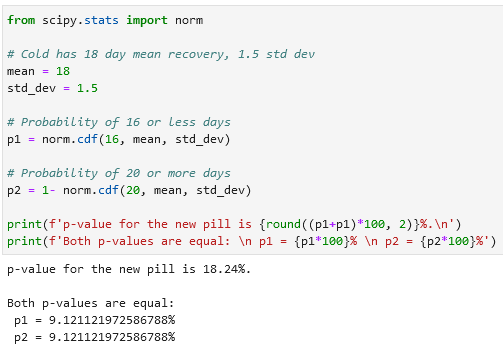 from scipy.stats import norm
# Cold has 18 day mean recovery, 1.5 std dev
mean = 18
std_dev = 1.5
# Probability of 16 or less days
p1 = norm.cdf(16, mean, std_dev)
# Probability of 20 or more days
p2 = 1- norm.cdf(20, mean, std_dev)
print(f'p-value for the new pill is {round((p1+p1)*100, 2)}%.\n')
print(f'Both p-values are equal: \n p1 = {p1*100}% \n p2 = {p2*100}%')
p-value for the new pill is 18.24%.
Both p-values are equal:
p1 = 9.121121972586788%
p2 = 9.121121972586788%